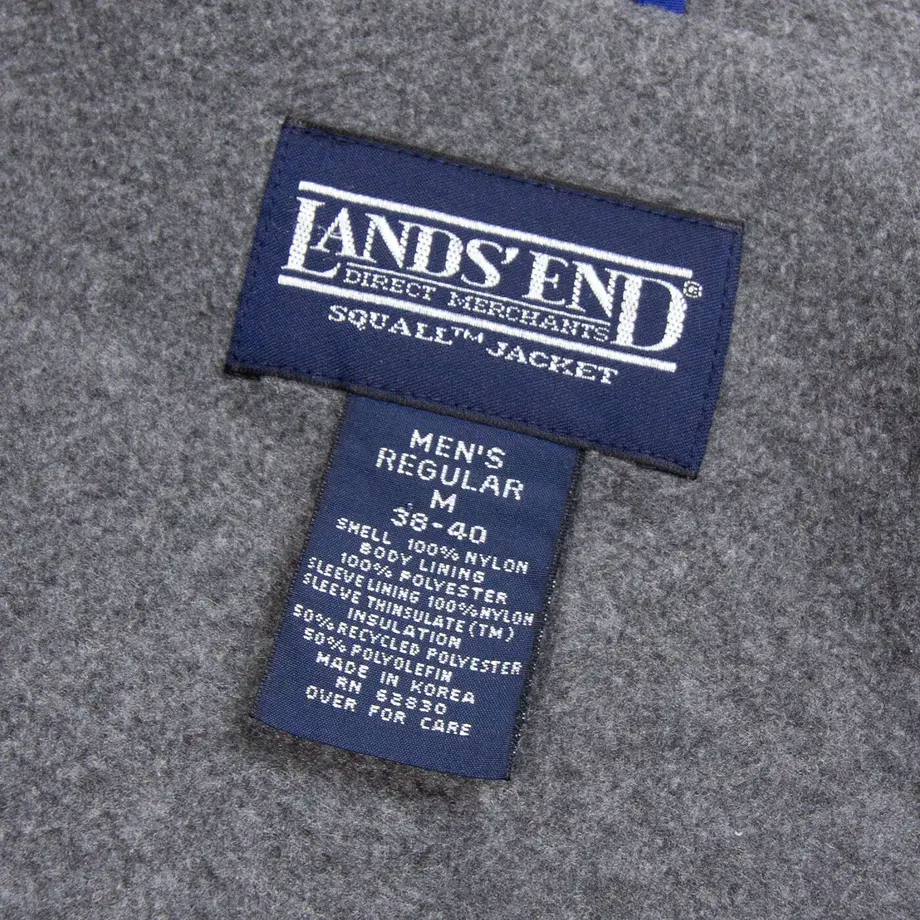 LANDS' END®
DIRECT MERCHANTS
SQUALL™ JACKET
MEN'S
REGULAR
M
38-40
SHELL 100% NYLON
BODY LINING
100% POLYESTER
SLEEVE LINING 100% NYLON
SLEEVE THINSULATE (TM)
INSULATION
50% RECYCLED POLYESTER
50% POLYOLEFIN
MADE IN KOREA
RN 62830
OVER FOR CARE